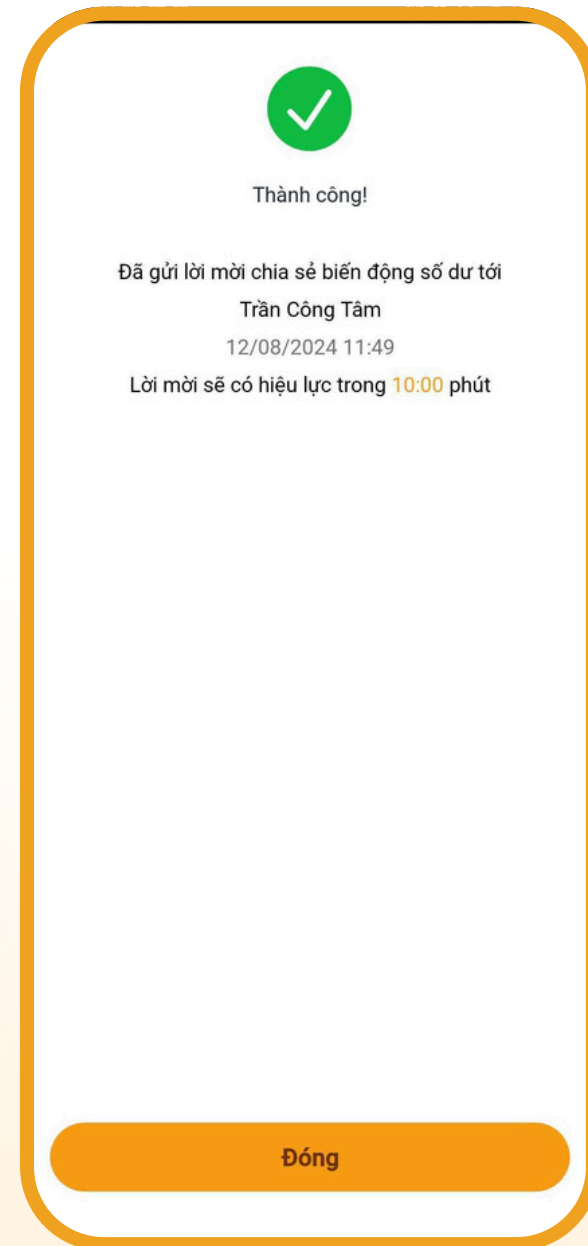 Thành công!
Đã gửi lời mời chia sẻ biến động số dư tới
Trần Công Tâm
12/08/2024 11:49
Lời mời sẽ có hiệu lực trong 10:00 phút
Đóng